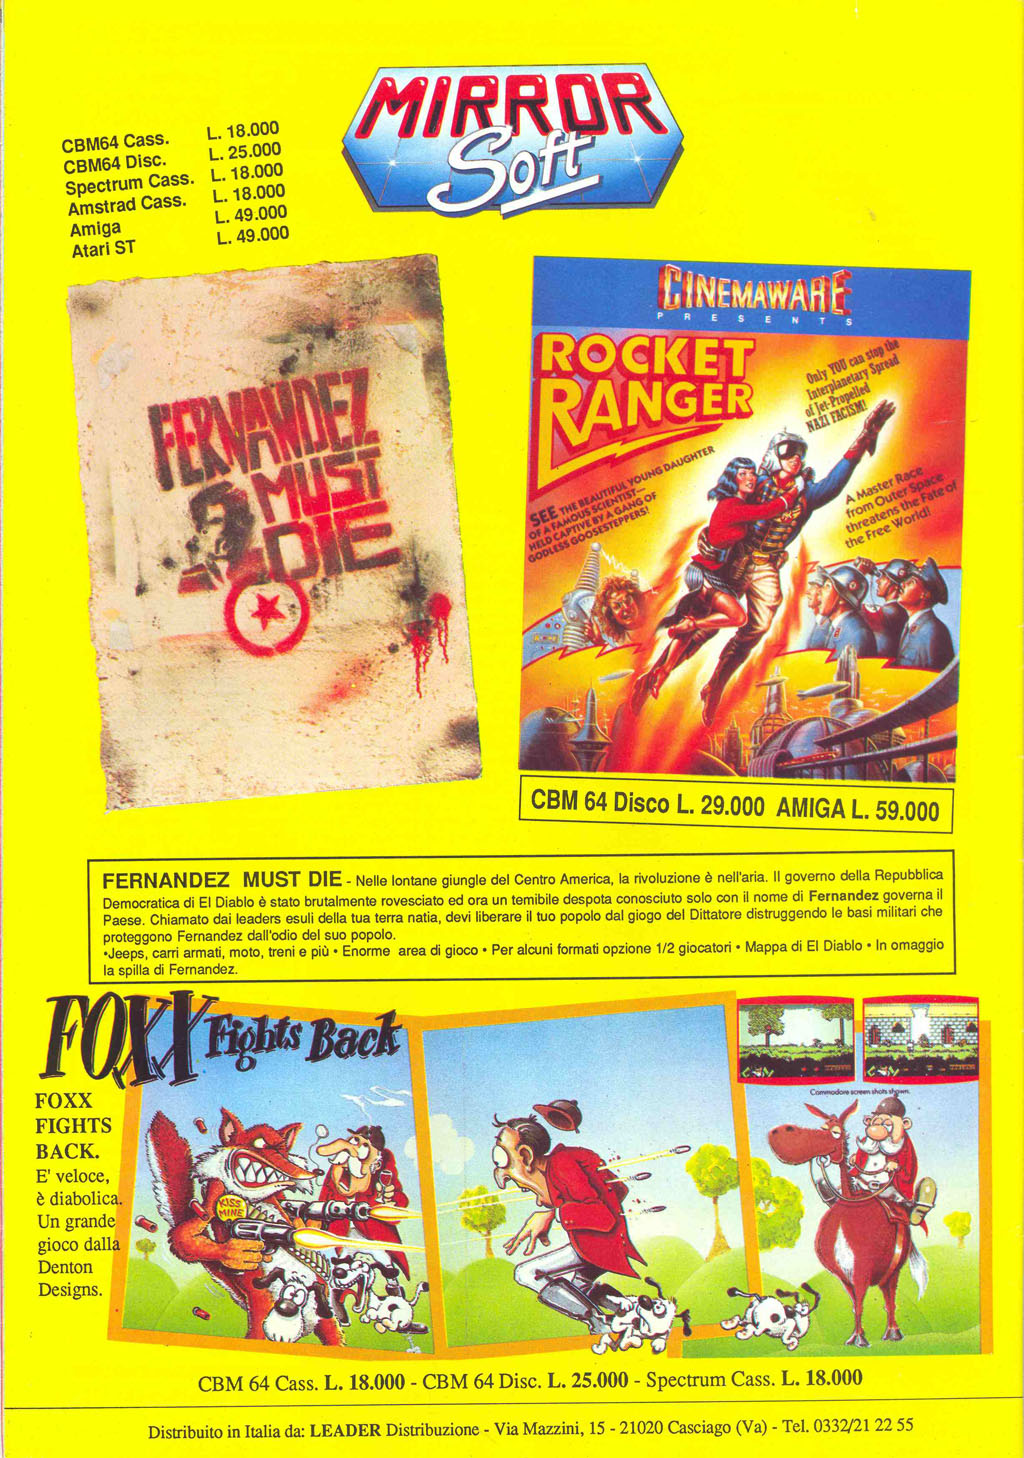 MIRROR
Soft
CBM64 Cass. L. 18.000
CBM64 Disc. L. 25.000
Spectrum Cass. L. 18.000
Amstrad Cass. L. 18.000
Amiga L. 49.000
Atari ST L. 49.000
FERNANDEZ
MUST
DIE
CINEMAWARE
PRESENTS
ROCKET
RANGER
Only YOU can stop the
Interplanetary Spread
of Jet-Propelled
NAZI FACISM!
SEE THE BEAUTIFUL YOUNG DAUGHTER
OF A FAMOUS SCIENTIST—
HELD CAPTIVE BY A GANG OF
GODLESS GOOSESTEPPERS!
A Master Race
from Outer Space
threatens the Fate of
the Free World!
CBM 64 Disco L. 29.000 AMIGA L. 59.000
FERNANDEZ MUST DIE - Nelle lontane giungle del Centro America, la rivoluzione è nell'aria. Il governo della Repubblica
Democratica di El Diablo è stato brutalmente rovesciato ed ora un temibile despota conosciuto solo con il nome di Fernandez governa il
Paese. Chiamato dai leaders esuli della tua terra natia, devi liberare il tuo popolo dal giogo del Dittatore distruggendo le basi militari che
proteggono Fernandez dall'odio del suo popolo.
•Jeeps, carri armati, moto, treni e più • Enorme area di gioco • Per alcuni formati opzione 1/2 giocatori • Mappa di El Diablo • In omaggio
la spilla di Fernandez.
FOXX Fights Back
FOXX
FIGHTS
BACK.
E' veloce,
è diabolica.
Un grande
gioco dalla
Denton
Designs.
KISS
MINE
Commodore screen shots shown.
CBM 64 Cass. L. 18.000 - CBM 64 Disc. L. 25.000 - Spectrum Cass. L. 18.000
Distribuito in Italia da: LEADER Distribuzione - Via Mazzini, 15 - 21020 Casciago (Va) - Tel. 0332/21 22 55